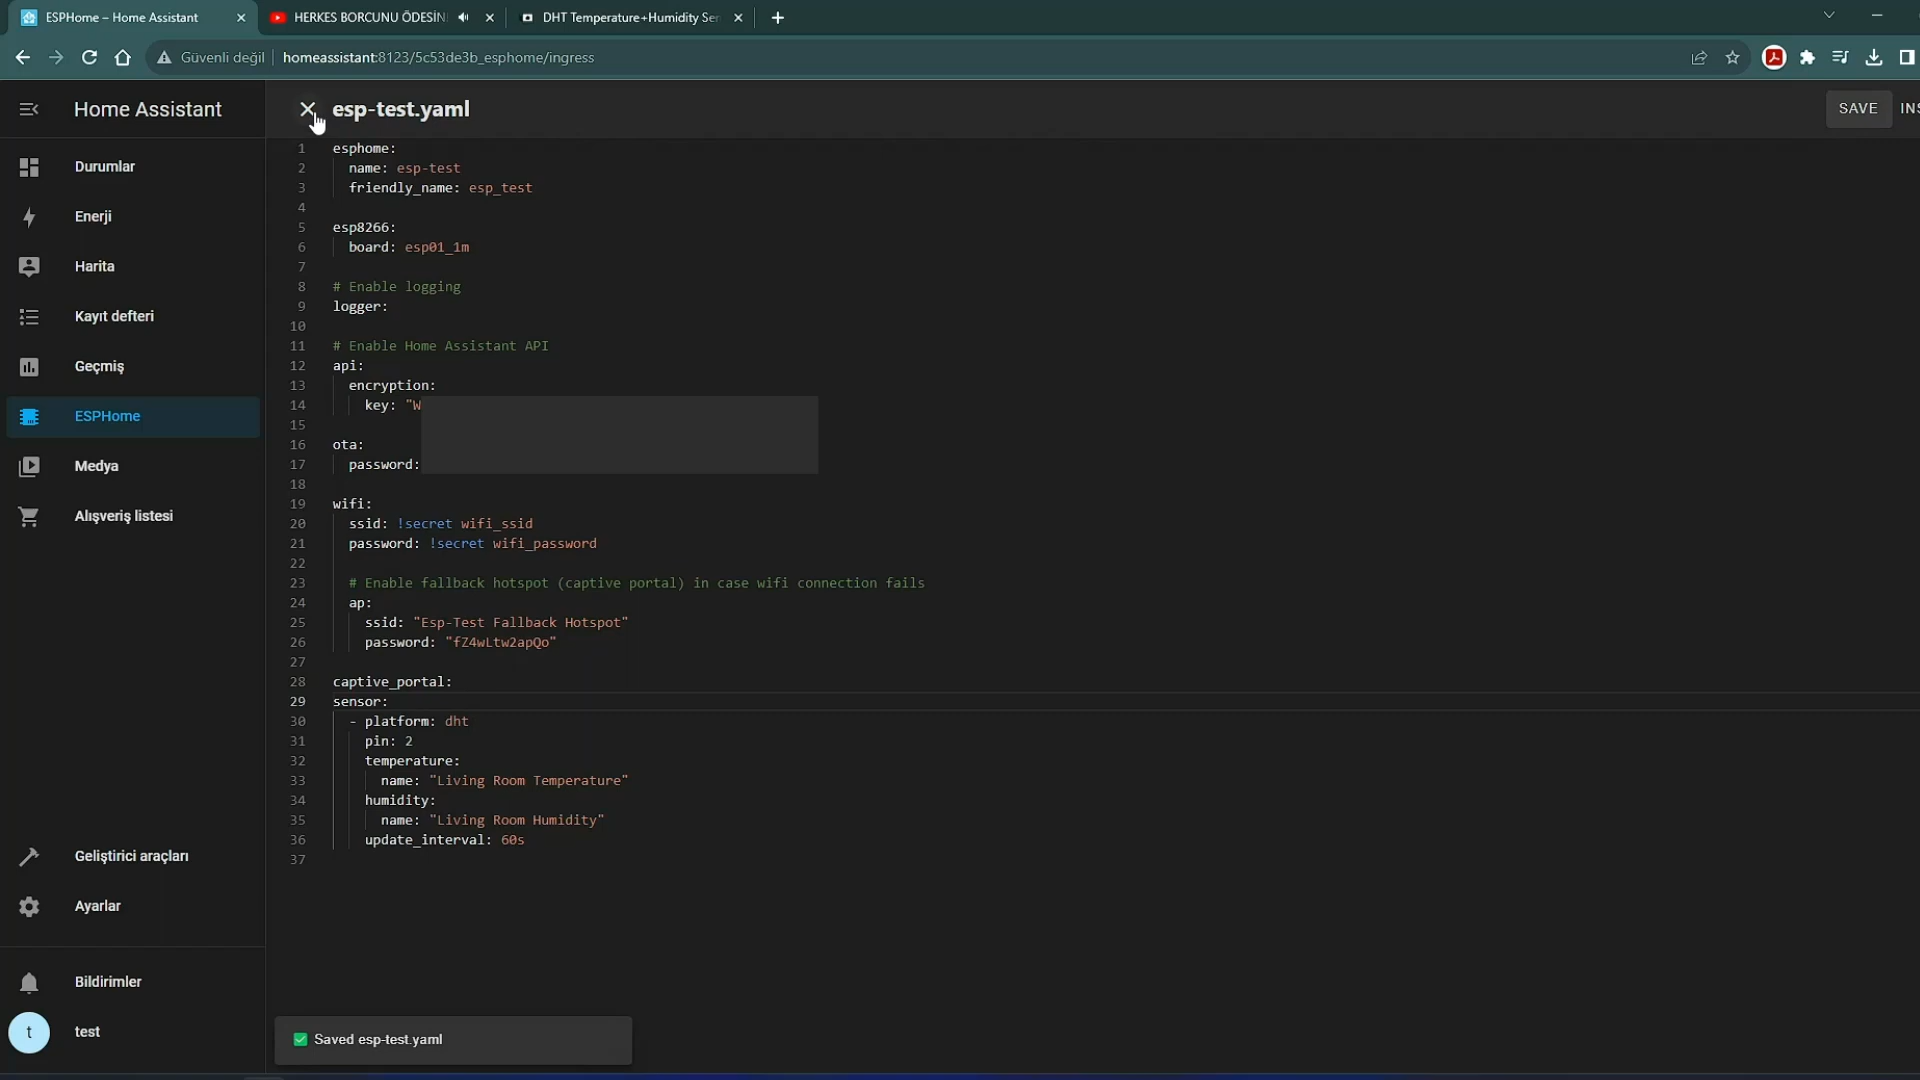 ESPHome – Home Assistant
HERKES BORCUNU ÖDESİN
DHT Temperature+Humidity Ser
Güvenli değil
homeassistant:8123/5c53de3b_esphome/ingress
Home Assistant
esp-test.yaml
SAVE
INS
Durumlar
Enerji
Harita
Kayıt defteri
Geçmiş
ESPHome
Medya
Alışveriş listesi
Geliştirici araçları
Ayarlar
Bildirimler
t
test
1 esphome:
2 name: esp-test
3 friendly_name: esp_test
4
5 esp8266:
6 board: esp01_1m
7
8 # Enable logging
9 logger:
10
11 # Enable Home Assistant API
12 api:
13 encryption:
14 key: "W
15
16 ota:
17 password:
18
19 wifi:
20 ssid: !secret wifi_ssid
21 password: !secret wifi_password
22
23 # Enable fallback hotspot (captive portal) in case wifi connection fails
24 ap:
25 ssid: "Esp-Test Fallback Hotspot"
26 password: "fZ4wLtw2apQo"
27
28 captive_portal:
29 sensor:
30 - platform: dht
31 pin: 2
32 temperature:
33 name: "Living Room Temperature"
34 humidity:
35 name: "Living Room Humidity"
36 update_interval: 60s
37
Saved esp-test.yaml